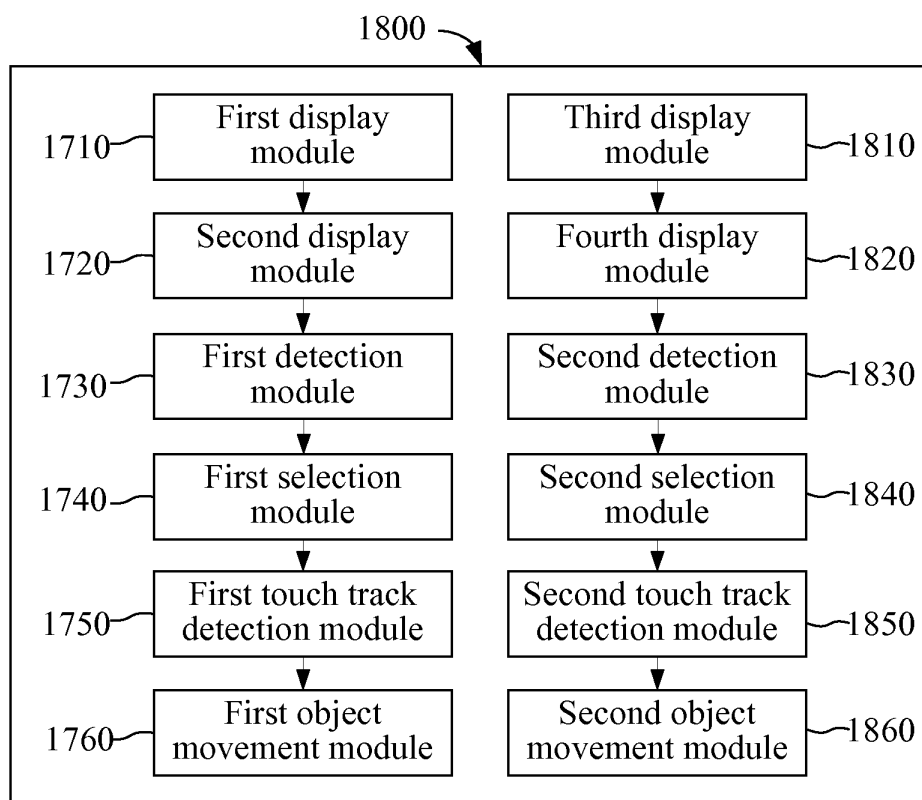 1800
First display
module
1710
Third display
module
1810
Second display
module
1720
Fourth display
module
1820
First detection
module
1730
Second detection
module
1830
First selection
module
1740
Second selection
module
1840
First touch track
detection module
1750
Second touch track
detection module
1850
First object
movement module
1760
Second object
movement module
1860